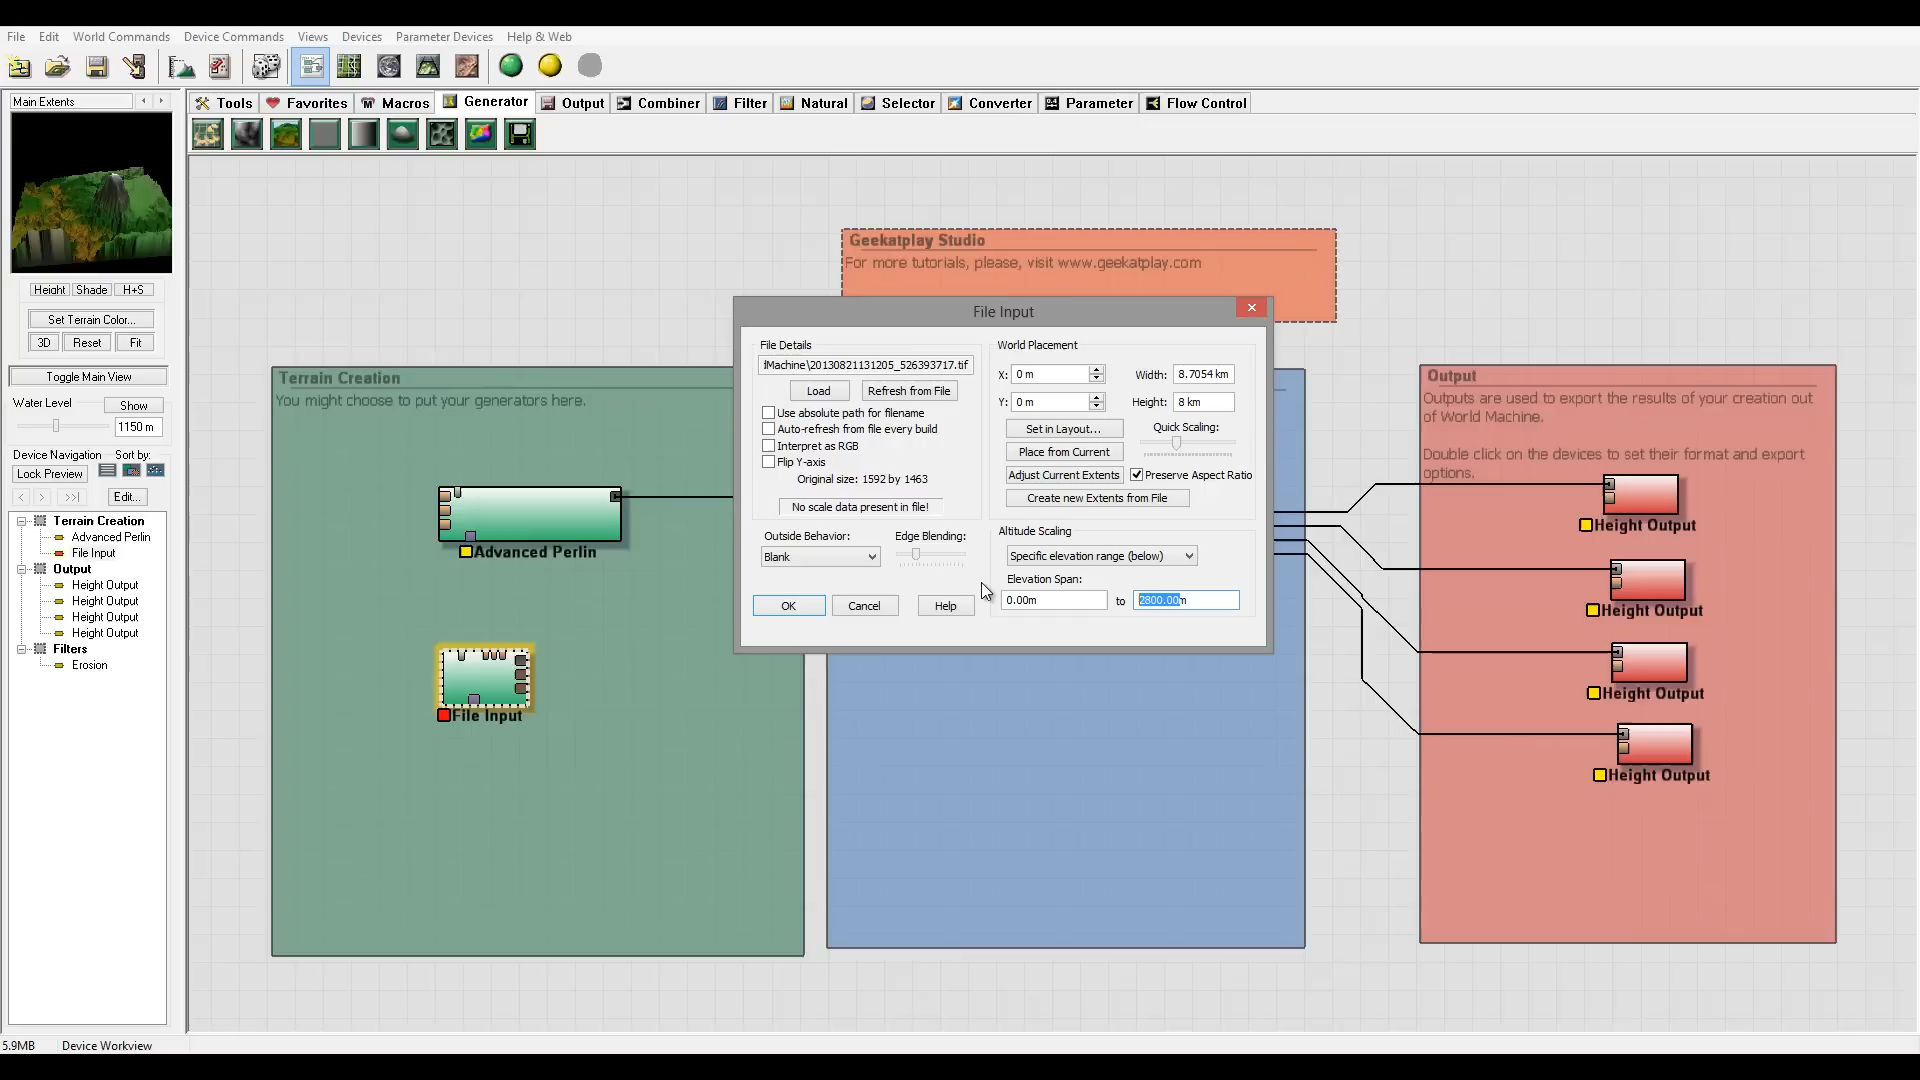 File Edit World Commands Device Commands Views Devices Parameter Devices Help & Web
Main Extents
Tools Favorites Macros Generator Output Combiner Filter Natural Selector Converter Parameter Flow Control
Height Shade H+S
Set Terrain Color...
3D Reset Fit
Toggle Main View
Water Level Show
1150 m
Device Navigation Sort by:
Lock Preview
< > >>| Edit...
Terrain Creation
Advanced Perlin
File Input
Output
Height Output
Height Output
Height Output
Height Output
Filters
Erosion
5.9MB Device Workview
Geekatplay Studio
For more tutorials, please, visit www.geekatplay.com
Terrain Creation
You might choose to put your generators here.
Advanced Perlin
File Input
File Input
File Details
iMachine\20130821131205_526393717.tif
Load Refresh from File
Use absolute path for filename
Auto-refresh from file every build
Interpret as RGB
Flip Y-axis
Original size: 1592 by 1463
No scale data present in file!
Outside Behavior: Edge Blending:
Blank
OK Cancel Help
World Placement
X: 0 m Width: 8.7054 km
Y: 0 m Height: 8 km
Set in Layout... Quick Scaling:
Place from Current
Adjust Current Extents Preserve Aspect Ratio
Create new Extents from File
Altitude Scaling
Specific elevation range (below)
Elevation Span:
0.00m to 2800.00m
Output
Outputs are used to export the results of your creation out
of World Machine.
Double click on the devices to set their format and export
options.
Height Output
Height Output
Height Output
Height Output